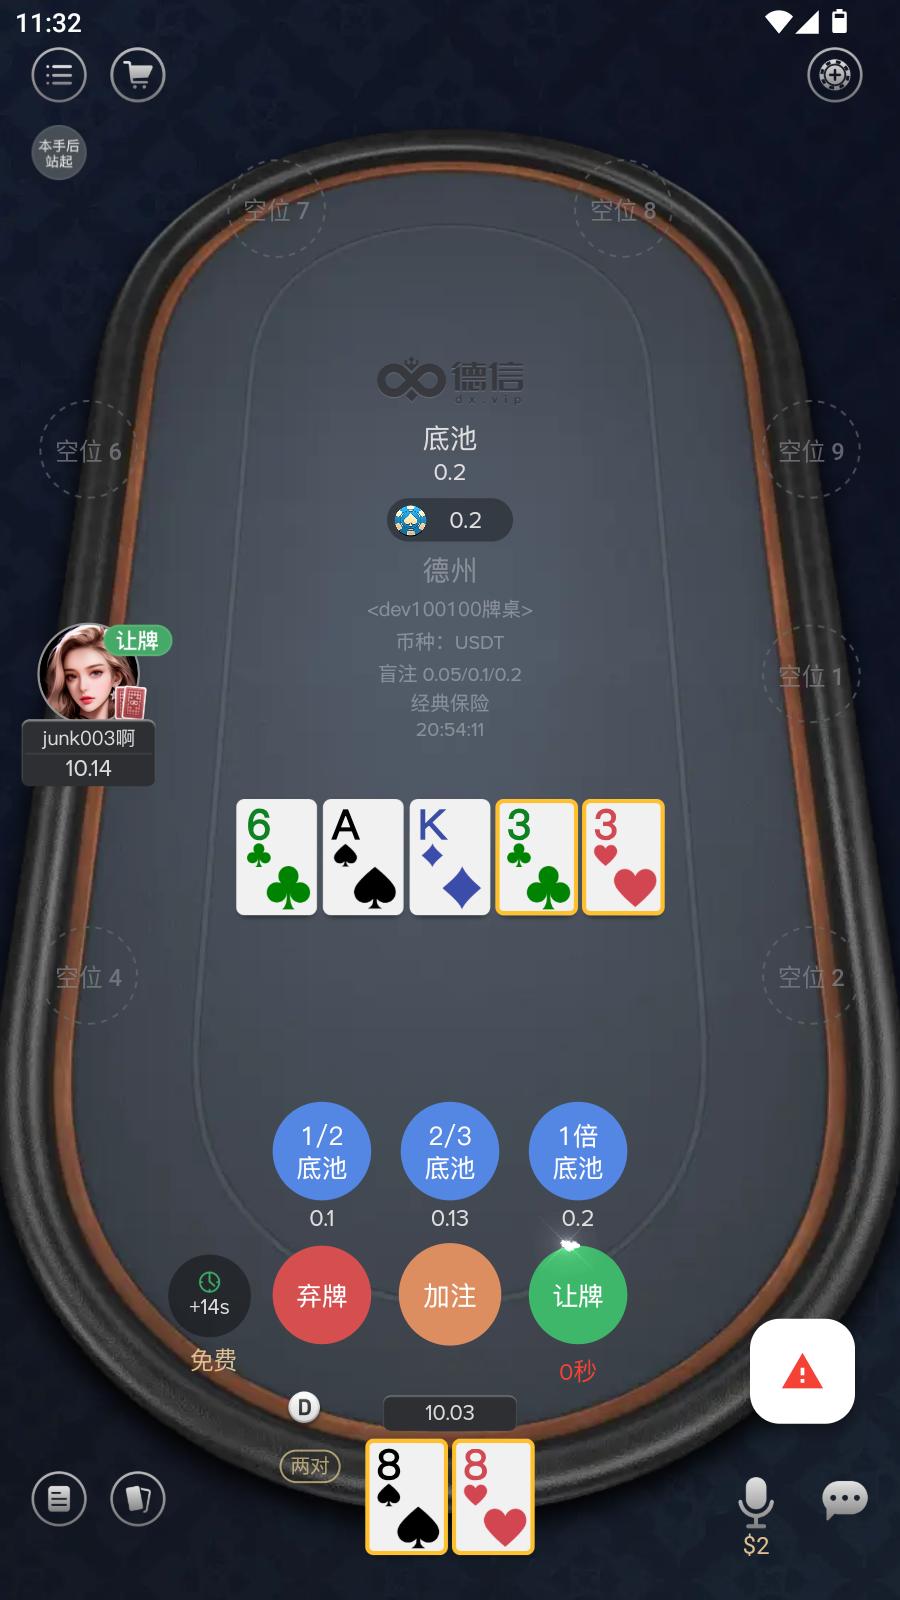 11:32
本手后
站起
空位 7
空位 8
德信
dx.vip
底池
0.2
空位 6
空位 9
0.2
德州
<dev100100牌桌>
币种：USDT
盲注 0.05/0.1/0.2
经典保险
20:54:11
让牌
junk003啊
10.14
空位 1
6
A
K
3
3
空位 4
空位 2
1/2
底池
2/3
底池
1倍
底池
0.1
0.13
0.2
+14s
免费
弃牌
加注
让牌
0秒
D
10.03
两对
8
8
$2